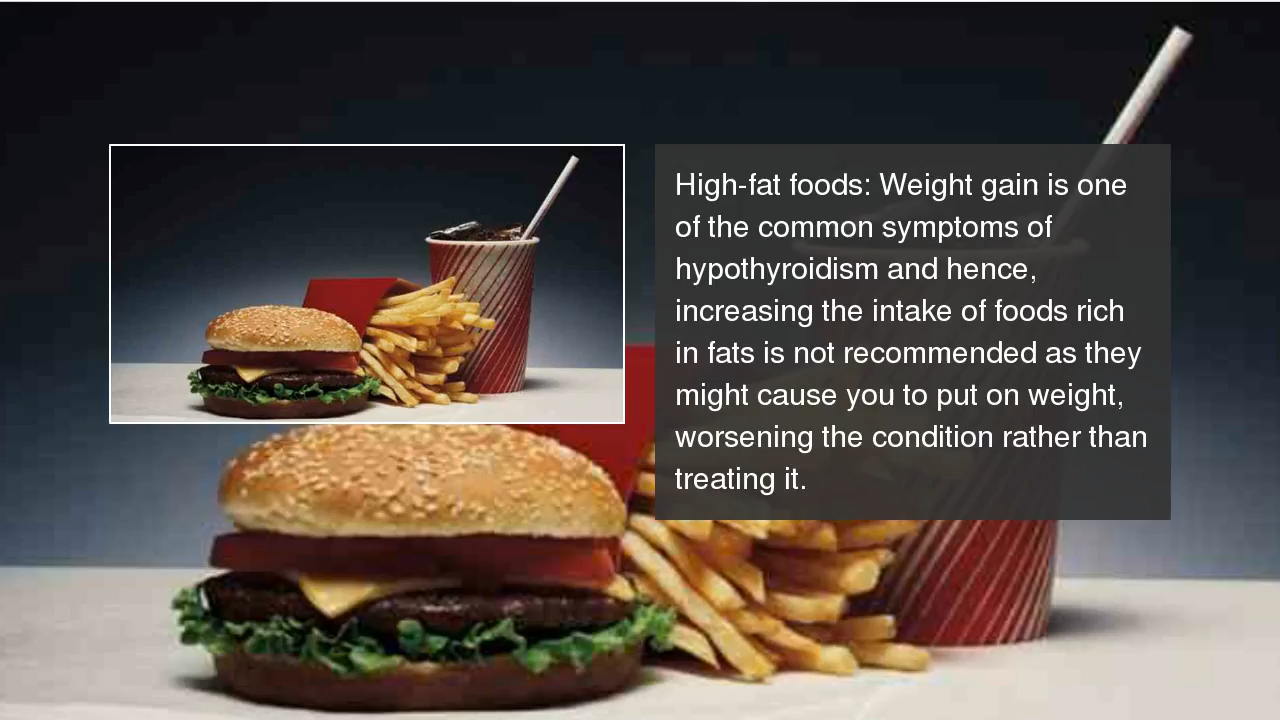 High-fat foods: Weight gain is one
of the common symptoms of
hypothyroidism and hence,
increasing the intake of foods rich
in fats is not recommended as they
might cause you to put on weight,
worsening the condition rather than
treating it.